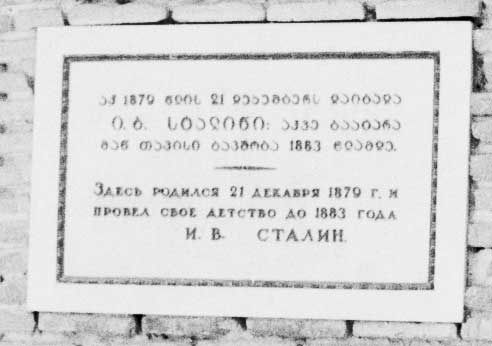 აქ 1879 წლის 21 დეკემბერს დაიბადა
ი. ბ. სტალინი: აქვე გაატარა
მან თავისი ბავშობა 1883 წლამდე.
Здесь родился 21 декабря 1879 г. и
провел свое детство до 1883 года
И. В. СТАЛИН.